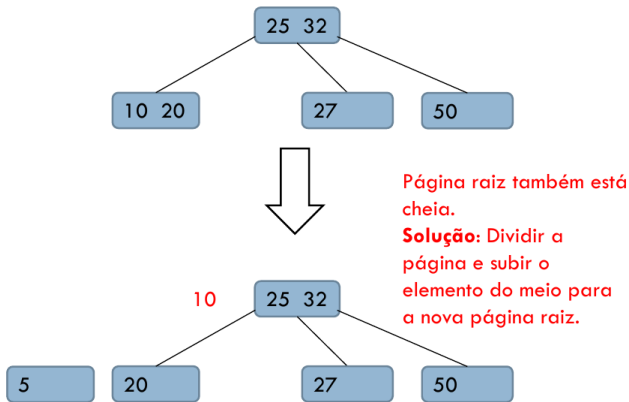 25 32
10 20
27
50
Página raiz também está
cheia.
Solução: Dividir a
página e subir o
elemento do meio para
a nova página raiz.
10
25 32
5
20
27
50